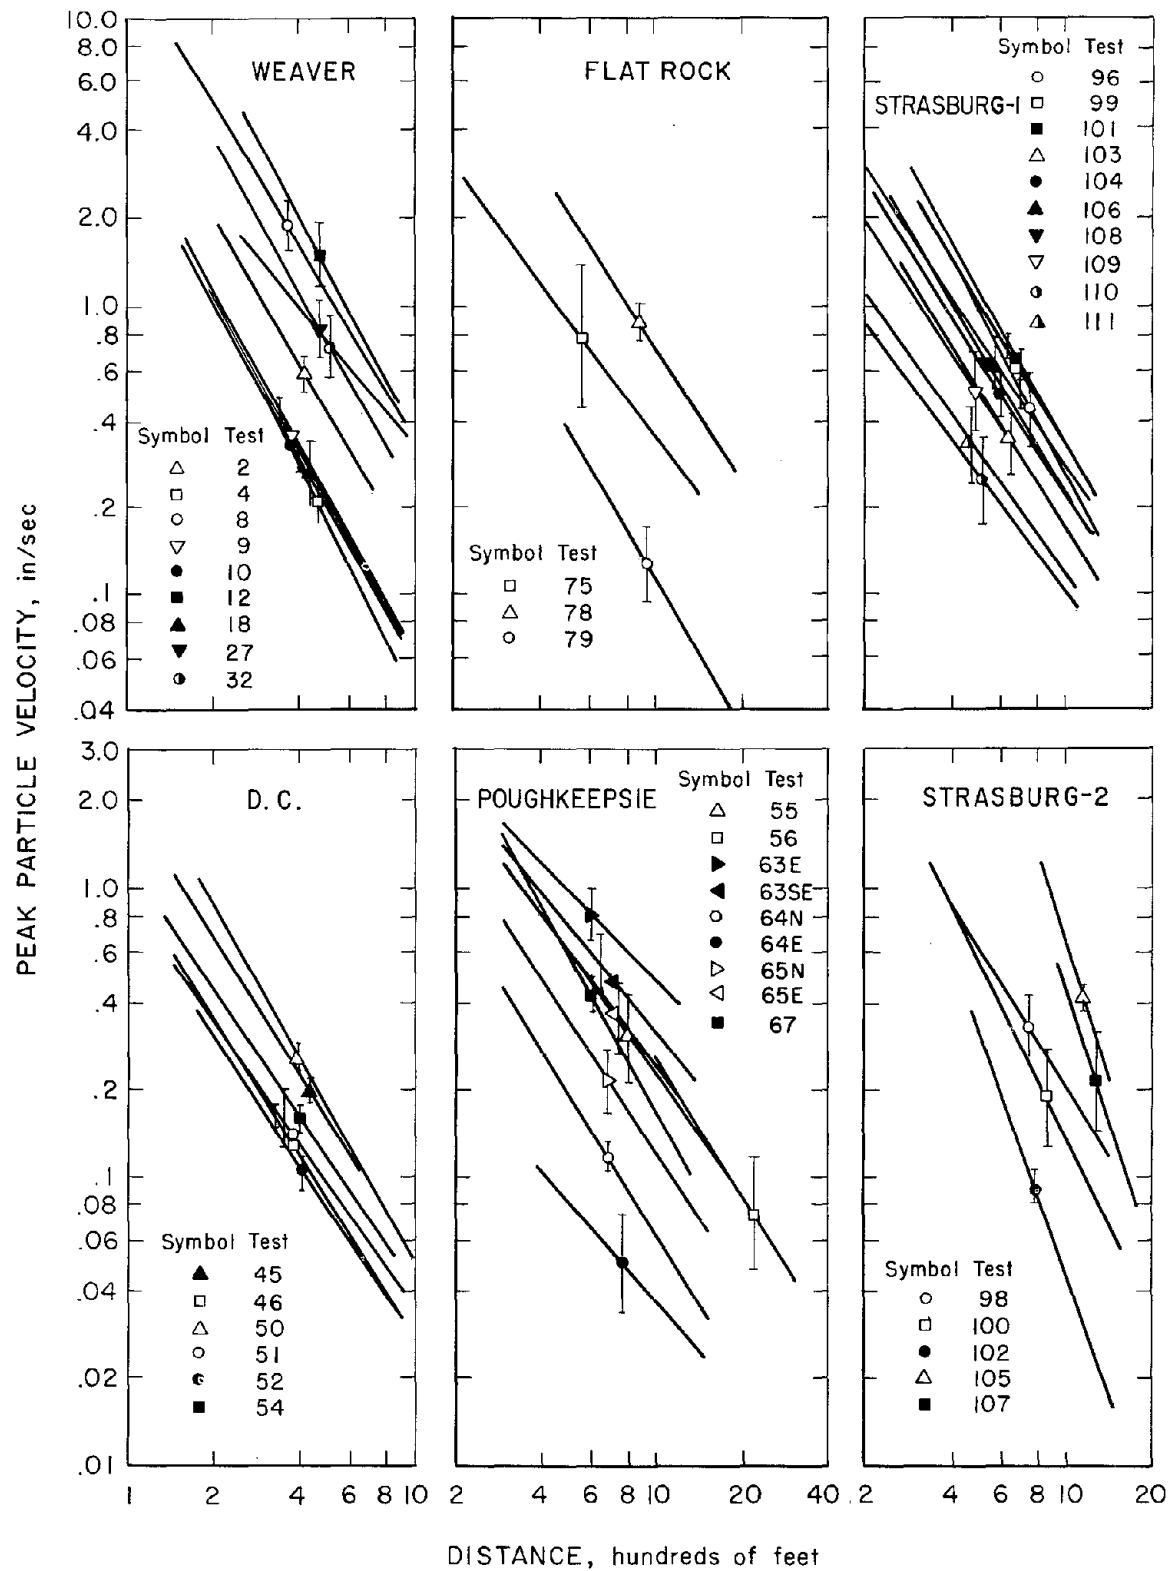 PEAK PARTICLE VELOCITY, in/sec
10.0
8.0
6.0
4.0
2.0
1.0
.8
.6
.4
.2
.1
.08
.06
.04
WEAVER
Symbol Test
2
4
8
9
10
12
18
27
32
FLAT ROCK
Symbol Test
75
78
79
STRASBURG-1
Symbol Test
96
99
101
103
104
106
108
109
110
111
3.0
2.0
1.0
.8
.6
.4
.2
.1
.08
.06
.04
.02
.01
D. C.
Symbol Test
45
46
50
51
52
54
1 2 4 6 8 10
POUGHKEEPSIE
Symbol Test
55
56
63E
63SE
64N
64E
65N
65E
67
2 4 6 8 10 20 40
STRASBURG-2
Symbol Test
98
100
102
105
107
2 4 6 8 10 20
DISTANCE, hundreds of feet